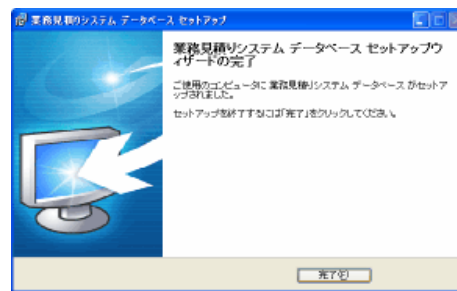 業務見積りシステム データベース セットアップ
業務見積りシステム データベース セットアップウ
ィザードの完了
ご使用のコンピュータに 業務見積りシステム データベース がセットア
ップされました。
セットアップを終了するには「完了」をクリックしてください。
完了(F)